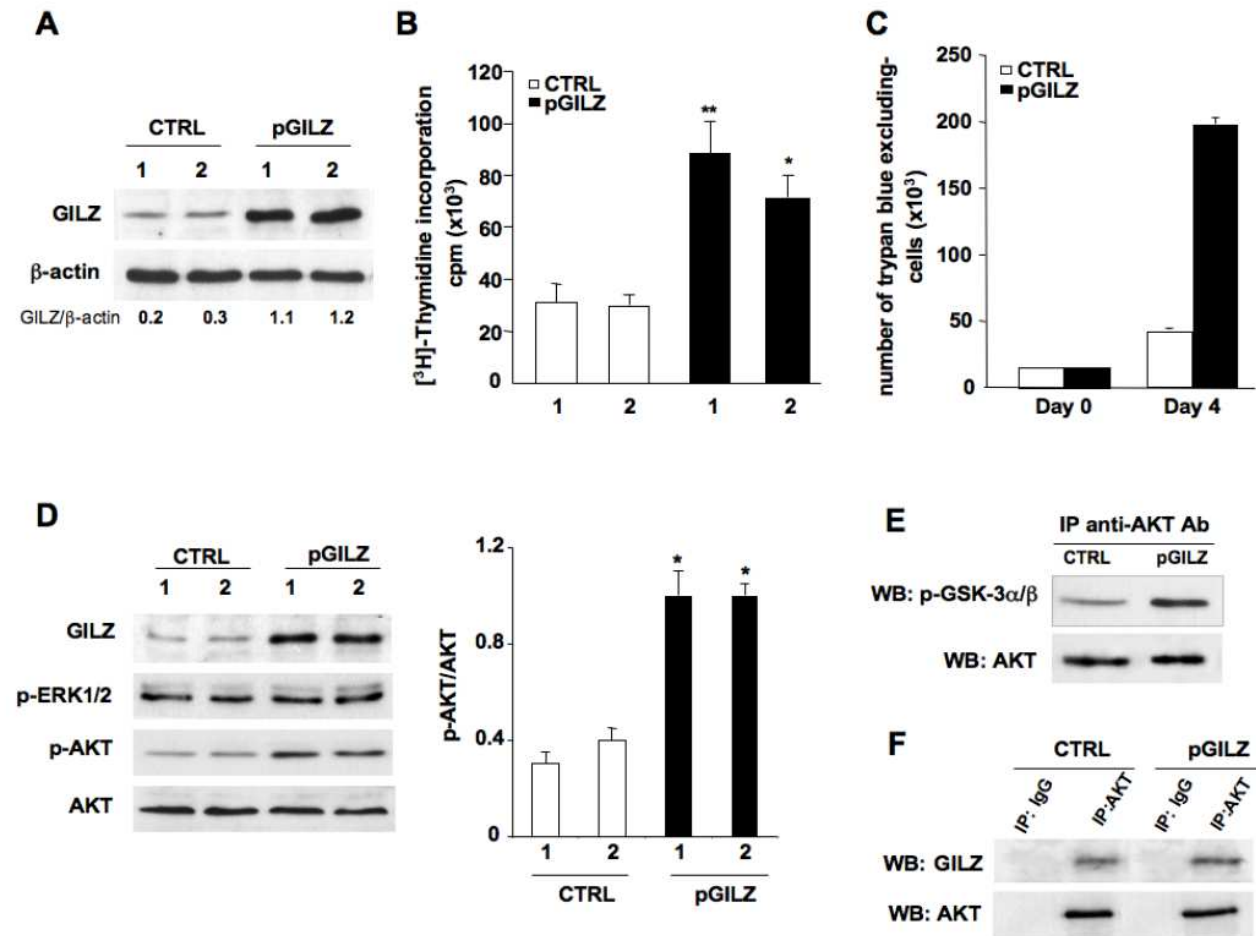 A
CTRL pGILZ
1 2 1 2
GILZ
β-actin
GILZ/β-actin 0.2 0.3 1.1 1.2
B
[³H]-Thymidine incorporation
cpm (x10³)
120
100
80
60
40
20
0
CTRL
pGILZ
**
*
1 2 1 2
C
number of trypan blue excluding-
cells (x10³)
250
200
150
100
50
0
CTRL
pGILZ
Day 0 Day 4
D
CTRL pGILZ
1 2 1 2
GILZ
p-ERK1/2
p-AKT
AKT
p-AKT/AKT
1.2
0.8
0.4
0
* *
1 2 1 2
CTRL pGILZ
E
IP anti-AKT Ab
CTRL pGILZ
WB: p-GSK-3α/β
WB: AKT
F
CTRL pGILZ
IP: IgG IP:AKT IP: IgG IP:AKT
WB: GILZ
WB: AKT